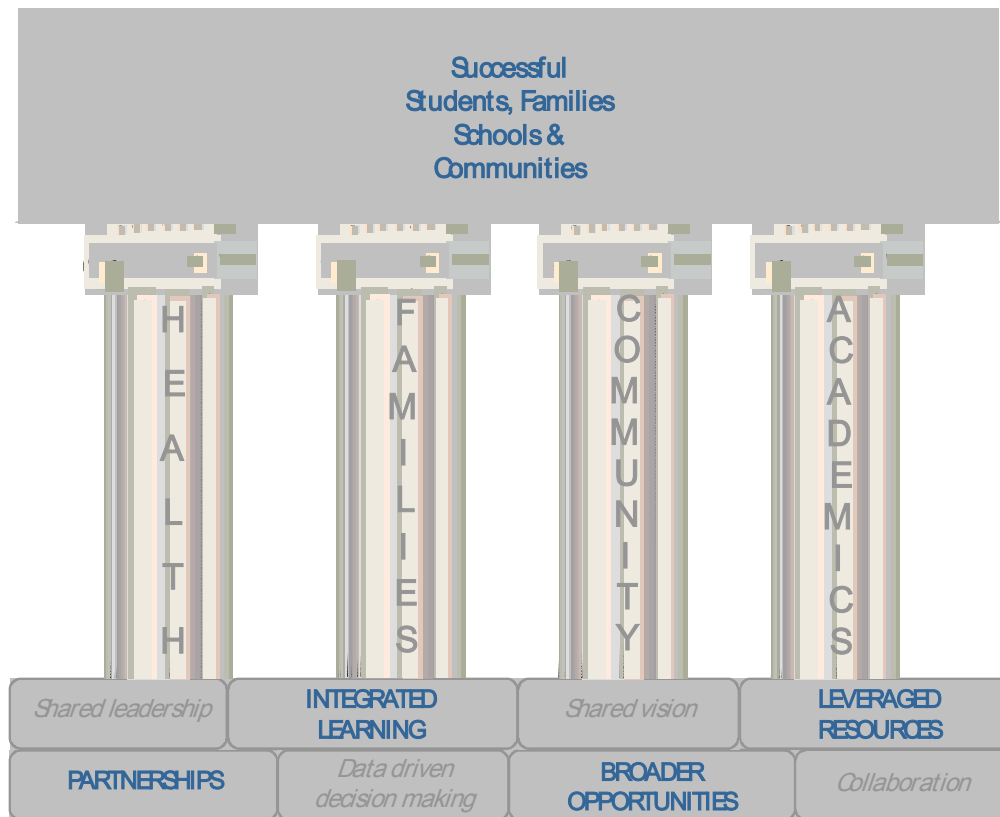 Successful
Students, Families
Schools &
Communities
HEALTH
FAMILIES
COMMUNITY
ACADEMICS
Shared leadership
INTEGRATED
LEARNING
Shared vision
LEVERAGED
RESOURCES
PARTNERSHIPS
Data driven
decision making
BROADER
OPPORTUNITIES
Collaboration